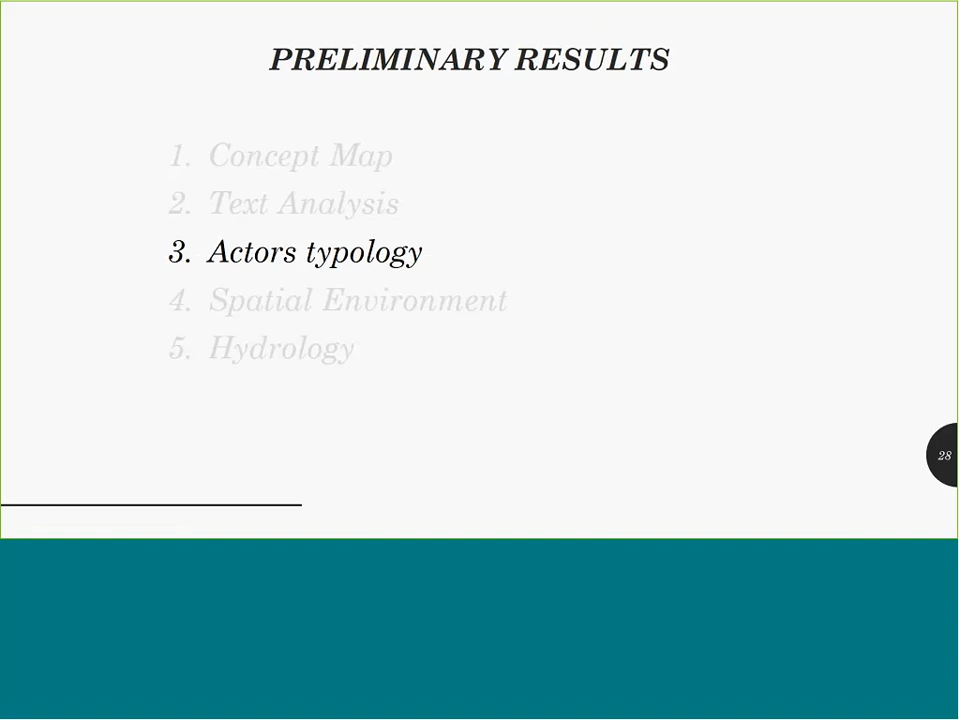 PRELIMINARY RESULTS
1. Concept Map
2. Text Analysis
3. Actors typology
4. Spatial Environment
5. Hydrology
28